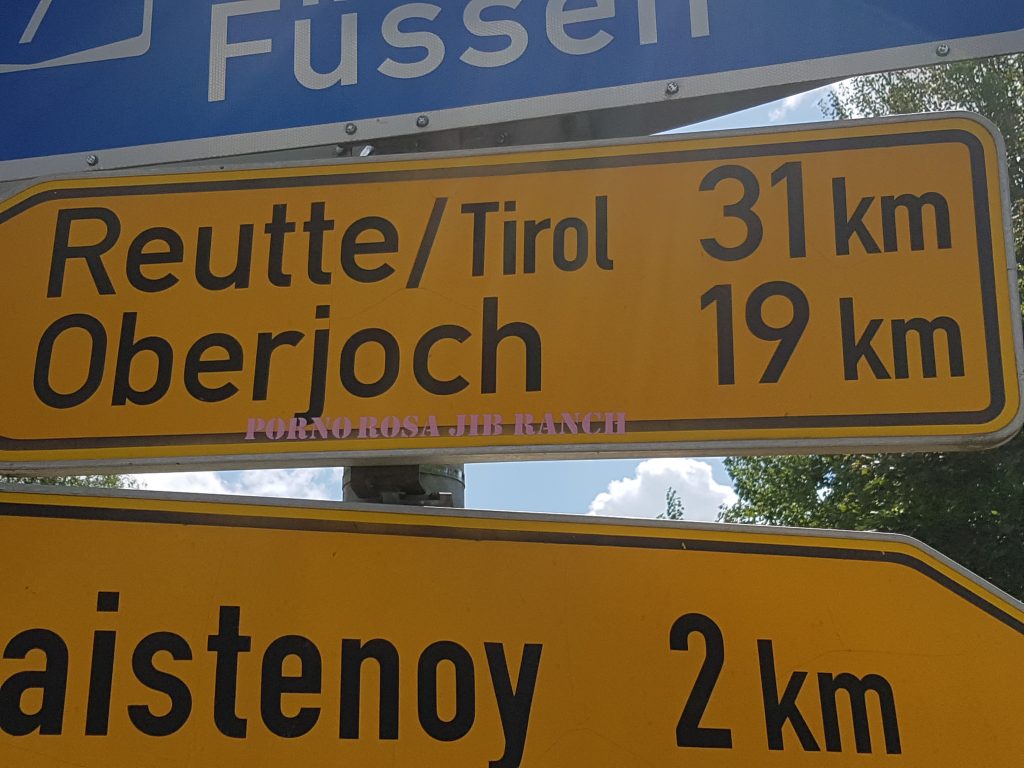 Füssen
Reutte/Tirol 31 km
Oberjoch 19 km
PORNO ROSA JIB RANCH
aistenoy 2 km